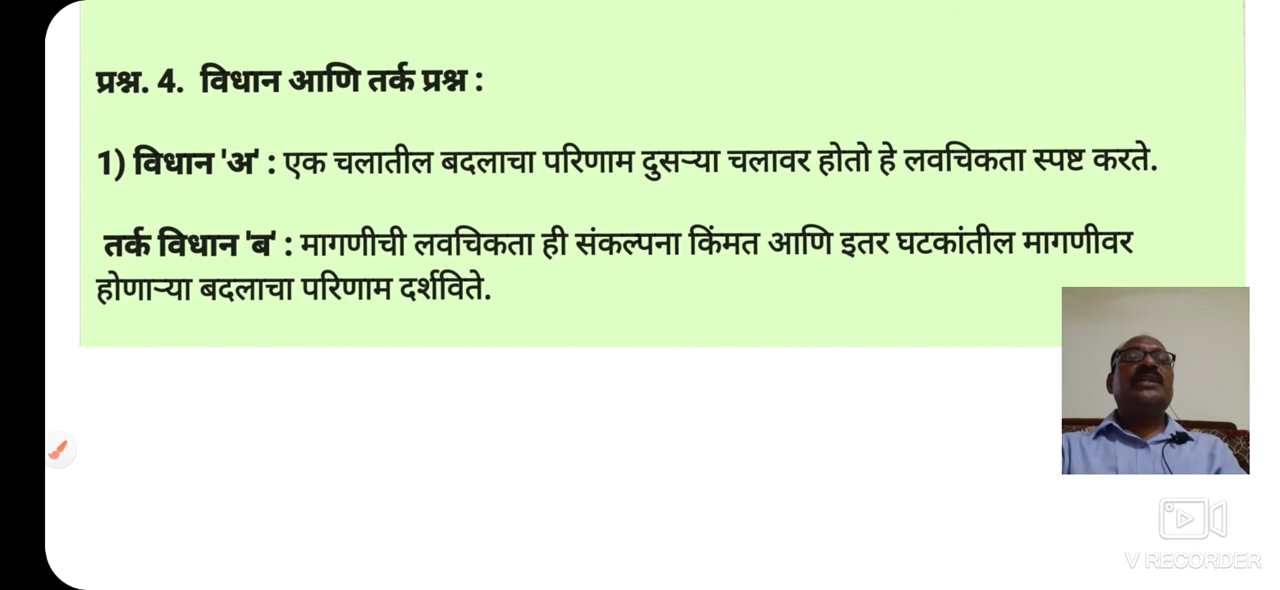 प्रश्न. 4. विधान आणि तर्क प्रश्न :
1) विधान 'अ' : एक चलातील बदलाचा परिणाम दुसऱ्या चलावर होतो हे लवचिकता स्पष्ट करते.
तर्क विधान 'ब' : मागणीची लवचिकता ही संकल्पना किंमत आणि इतर घटकांतील मागणीवर
होणाऱ्या बदलाचा परिणाम दर्शविते.
V RECORDER